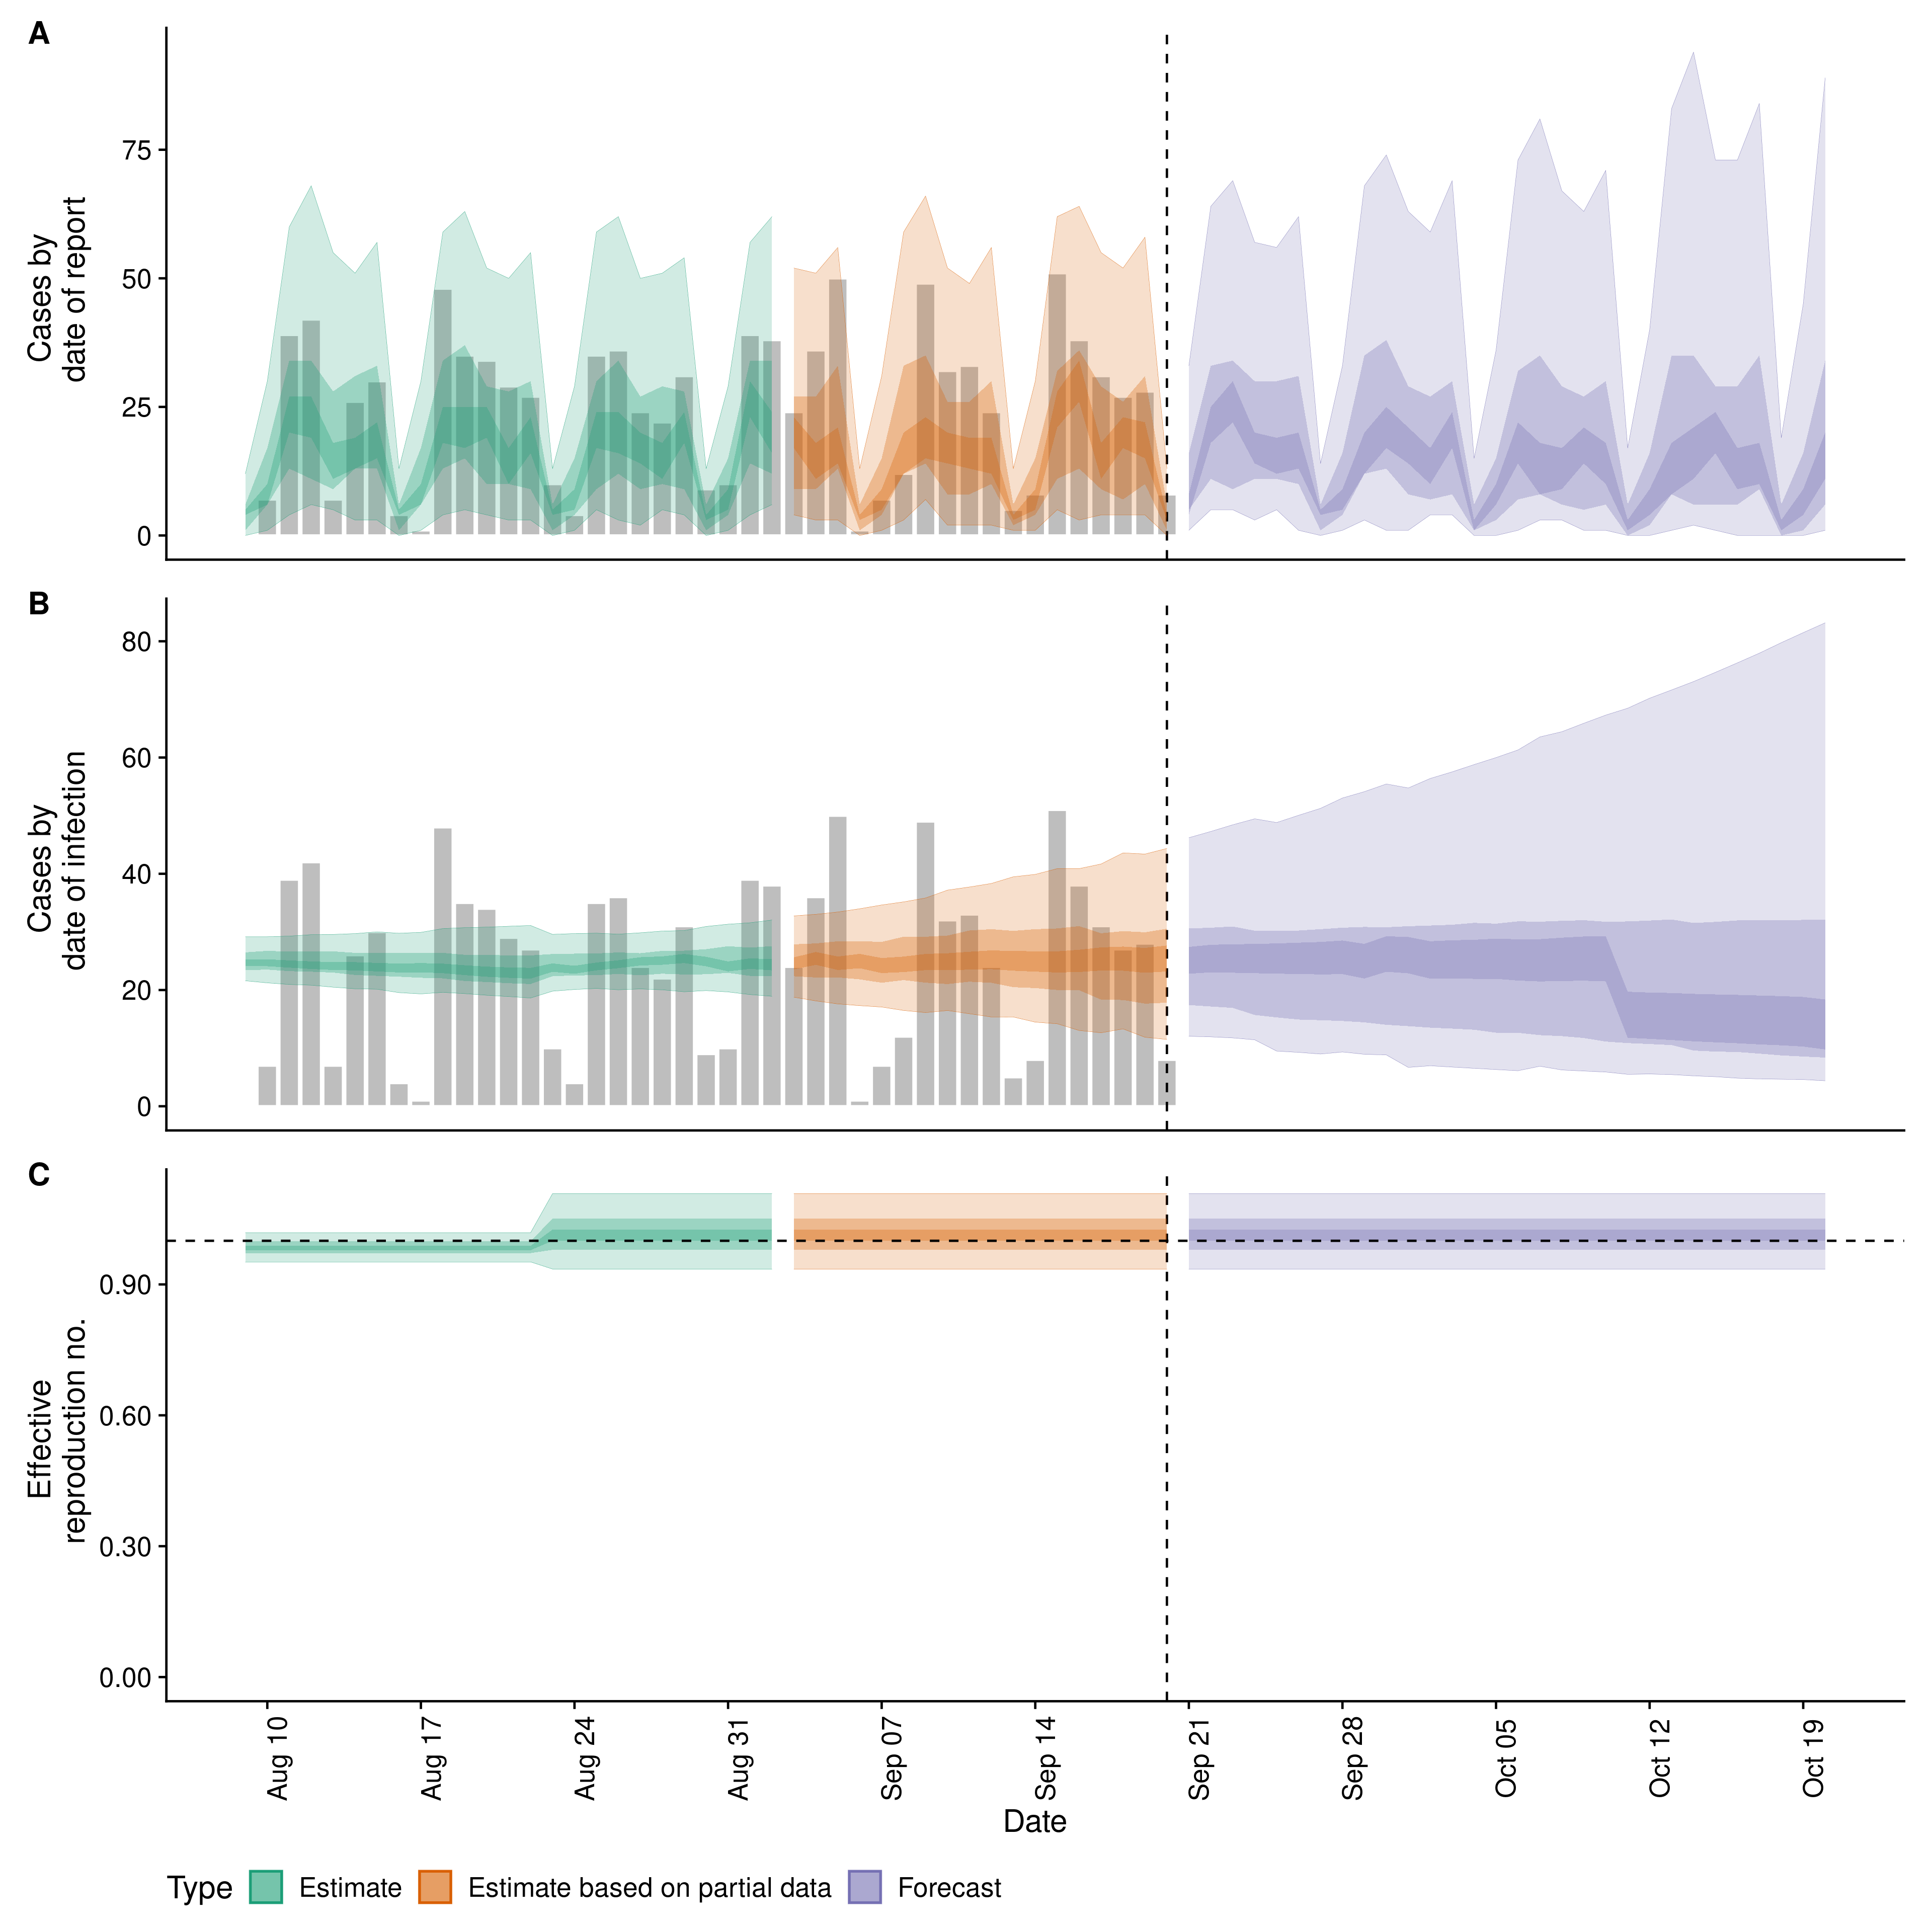 A
75
50
25
0
Cases by
date of report
B
80
60
40
20
0
Cases by
date of infection
C
0.90
0.60
0.30
0.00
Effective
reproduction no.
Aug 10
Aug 17
Aug 24
Aug 31
Sep 07
Sep 14
Sep 21
Sep 28
Oct 05
Oct 12
Oct 19
Date
Type Estimate Estimate based on partial data Forecast